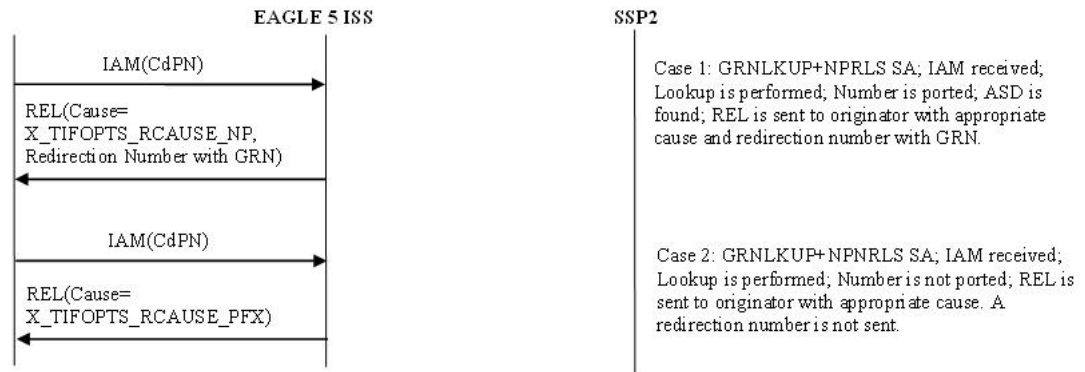 EAGLE 5 ISS
SSP2
IAM(CdPN)
REL(Cause=
X_TIFOPTS_RCAUSE_NP,
Redirection Number with GRN)
Case 1: GRNLKUP+NPRLS SA; IAM received;
Lookup is performed; Number is ported; ASD is
found; REL is sent to originator with appropriate
cause and redirection number with GRN.
IAM(CdPN)
REL(Cause=
X_TIFOPTS_RCAUSE_PFX)
Case 2: GRNLKUP+NPNRLS SA; IAM received;
Lookup is performed; Number is not ported; REL is
sent to originator with appropriate cause. A
redirection number is not sent.